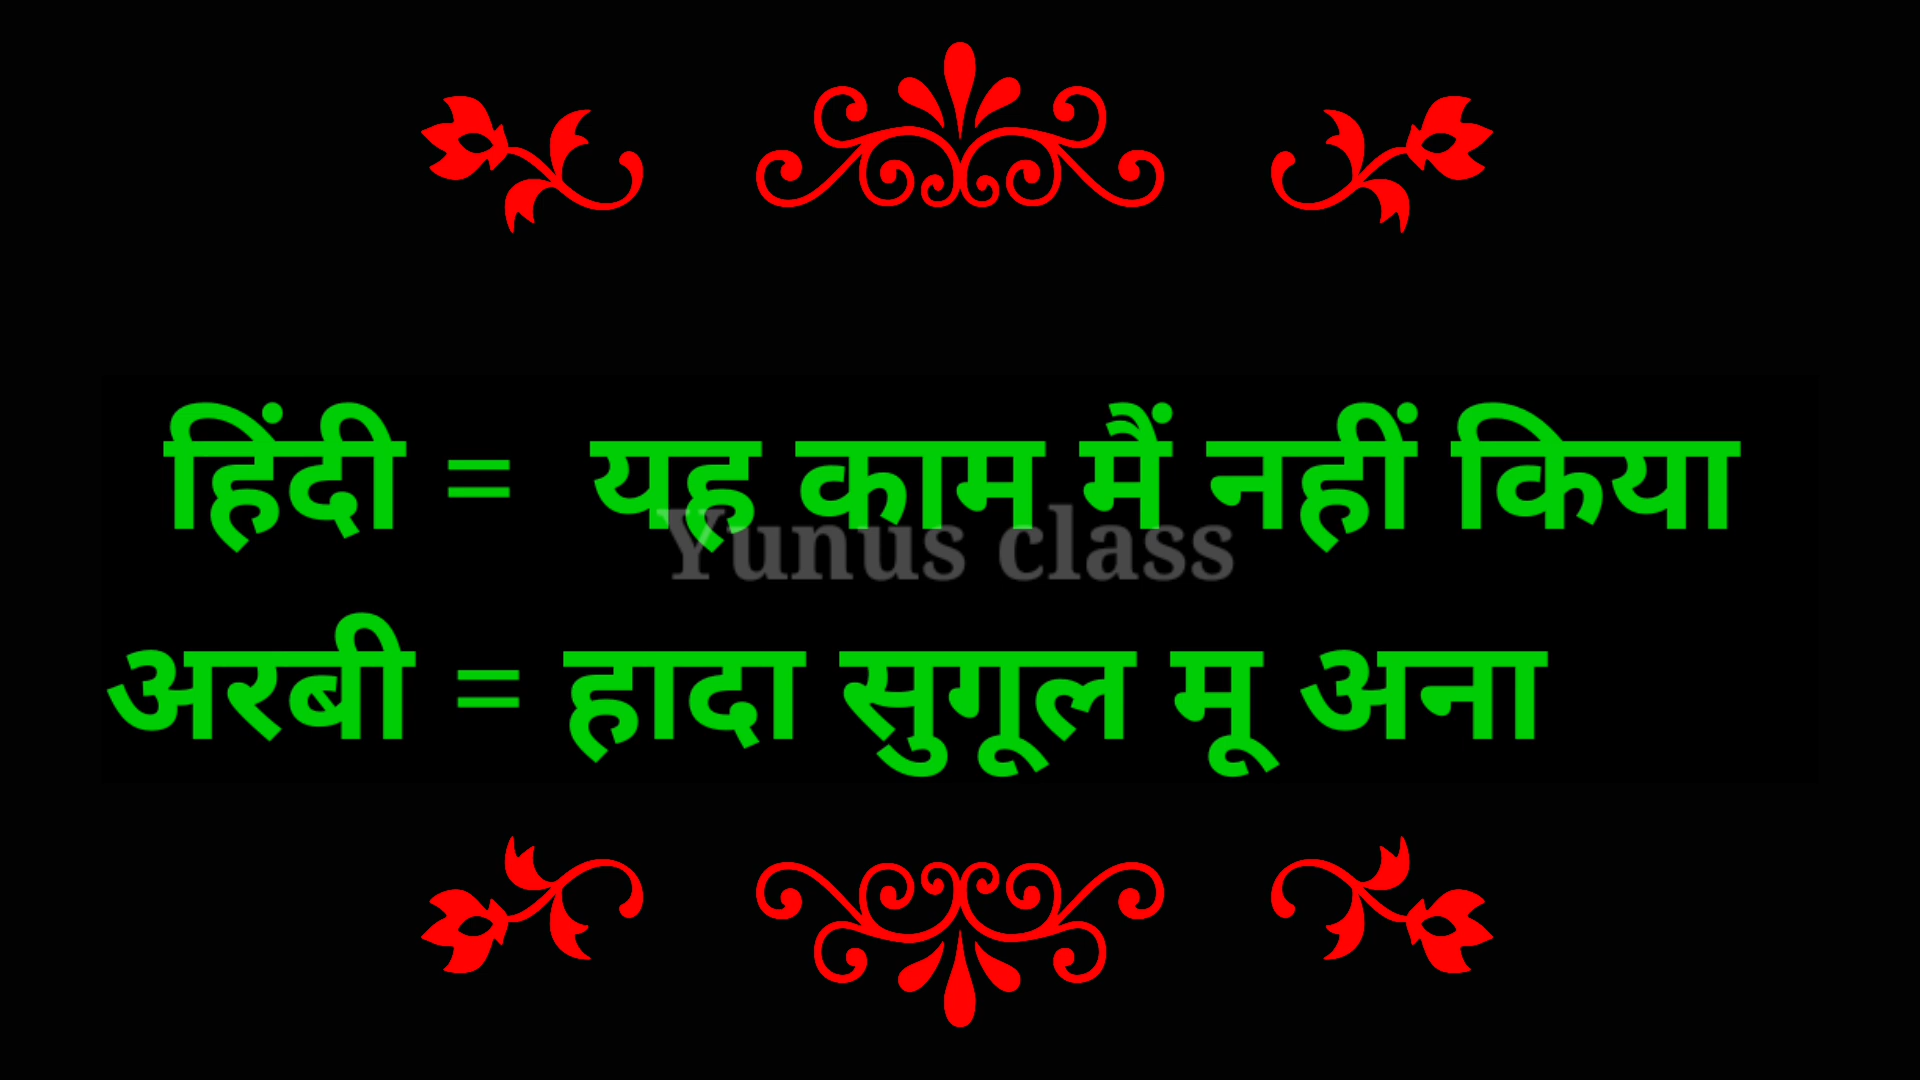 हिंदी = यह काम मैं नहीं किया
Yunus class
अरबी = हादा सुगूल मू अना